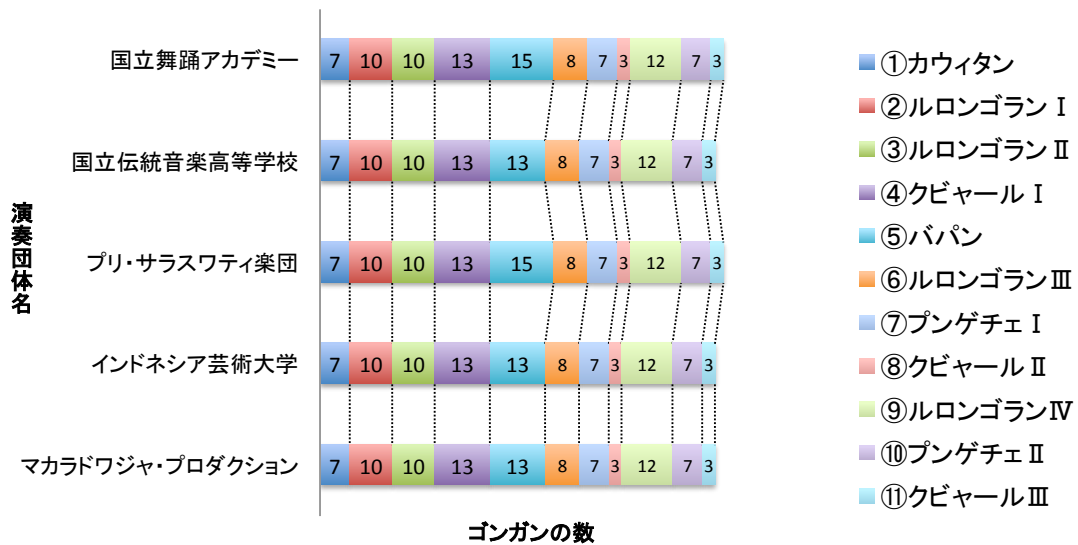 国立舞踊アカデミー
7 10 10 13 15 8 7 3 12 7 3
国立伝統音楽高等学校
7 10 10 13 13 8 7 3 12 7 3
プリ・サラスワティ楽団
7 10 10 13 15 8 7 3 12 7 3
インドネシア芸術大学
7 10 10 13 13 8 7 3 12 7 3
マカラドワジャ・プロダクション
7 10 10 13 13 8 7 3 12 7 3
演奏団体名
ゴンガンの数
①カウィタン
②ルロンゴラン Ⅰ
③ルロンゴランⅡ
④クビャール Ⅰ
⑤バパン
⑥ルロンゴランⅢ
⑦プンゲチェ Ⅰ
⑧クビャール Ⅱ
⑨ルロンゴランⅣ
⑩プンゲチェ Ⅱ
⑪クビャール Ⅲ